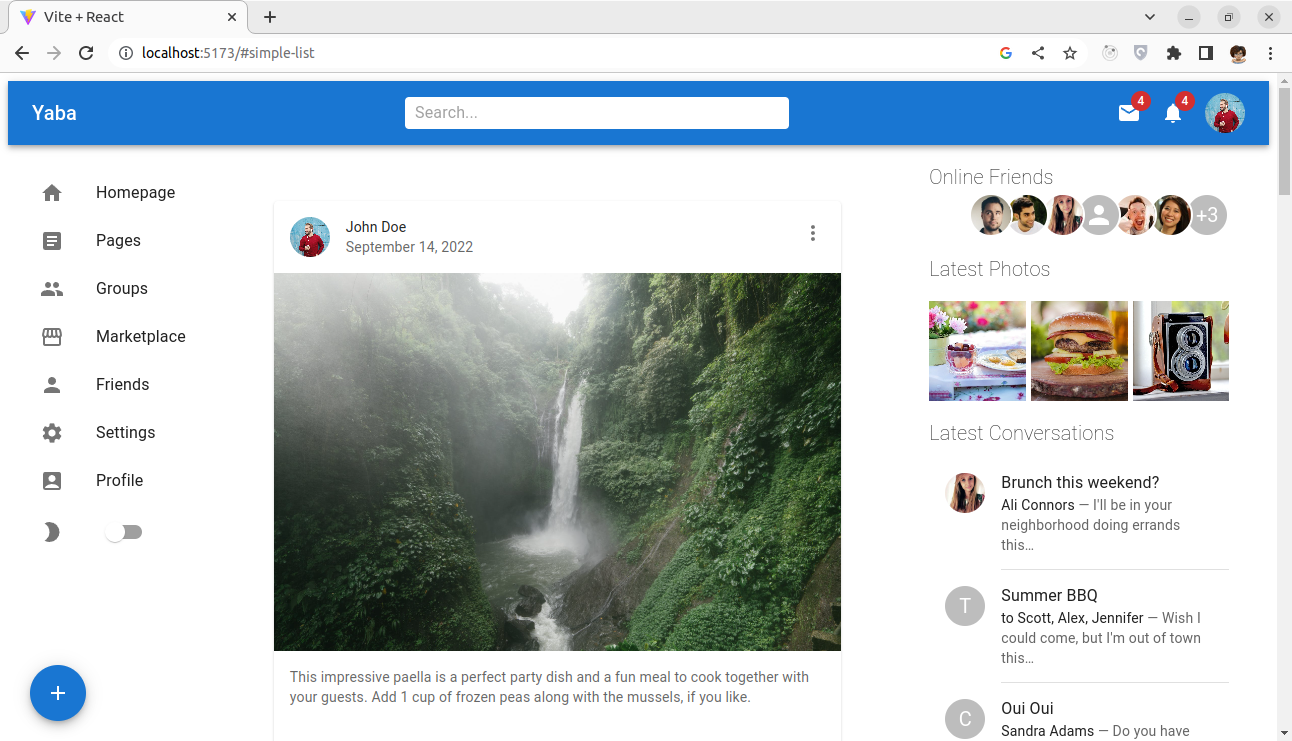 Vite + React
localhost:5173/#simple-list
Yaba
Search...
4
4
Homepage
Pages
Groups
Marketplace
Friends
Settings
Profile
John Doe
September 14, 2022
This impressive paella is a perfect party dish and a fun meal to cook together with
your guests. Add 1 cup of frozen peas along with the mussels, if you like.
Online Friends
+3
Latest Photos
8
Latest Conversations
Brunch this weekend?
Ali Connors — I'll be in your
neighborhood doing errands
this…
T
Summer BBQ
to Scott, Alex, Jennifer — Wish I
could come, but I'm out of town
this…
C
Oui Oui
Sandra Adams — Do you have